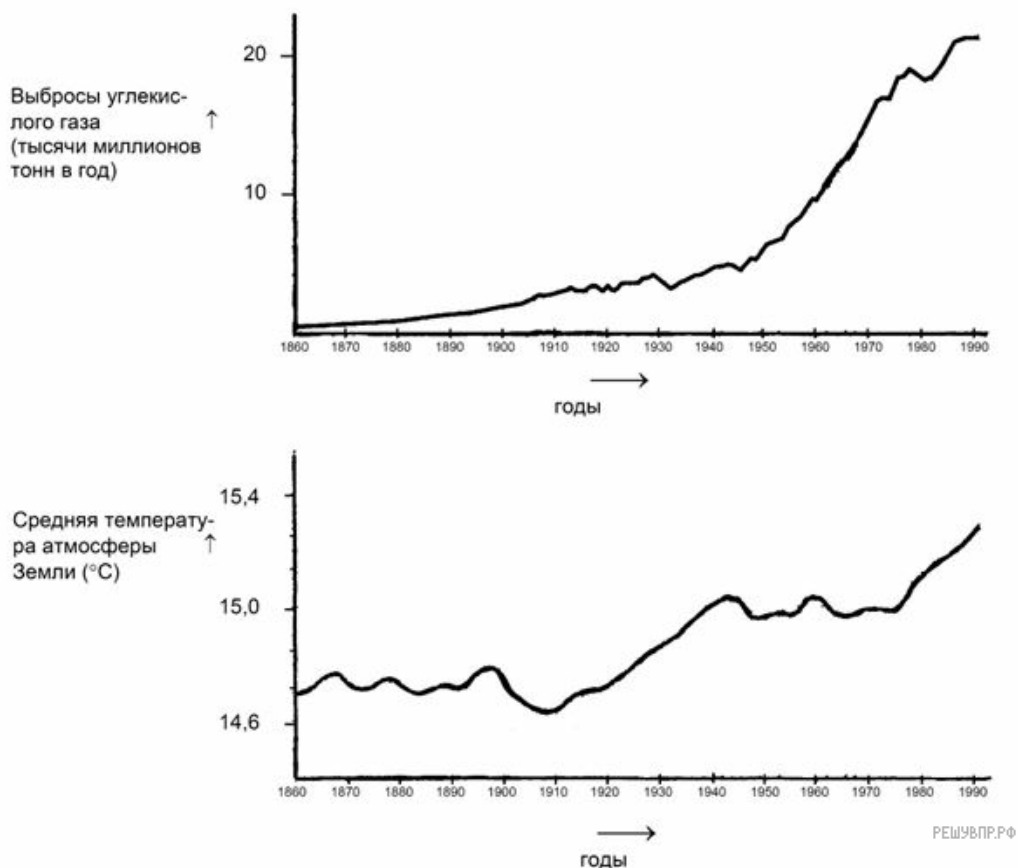 20
Выбросы углекис-
лого газа ↑
(тысячи миллионов
тонн в год)
10
1860 1870 1880 1890 1900 1910 1920 1930 1940 1950 1960 1970 1980 1990
годы
15,4
Средняя температу-
ра атмосферы ↑
Земли (°C)
15,0
14,6
1860 1870 1880 1890 1900 1910 1920 1930 1940 1950 1960 1970 1980 1990
РЕШУВПР.РФ
годы